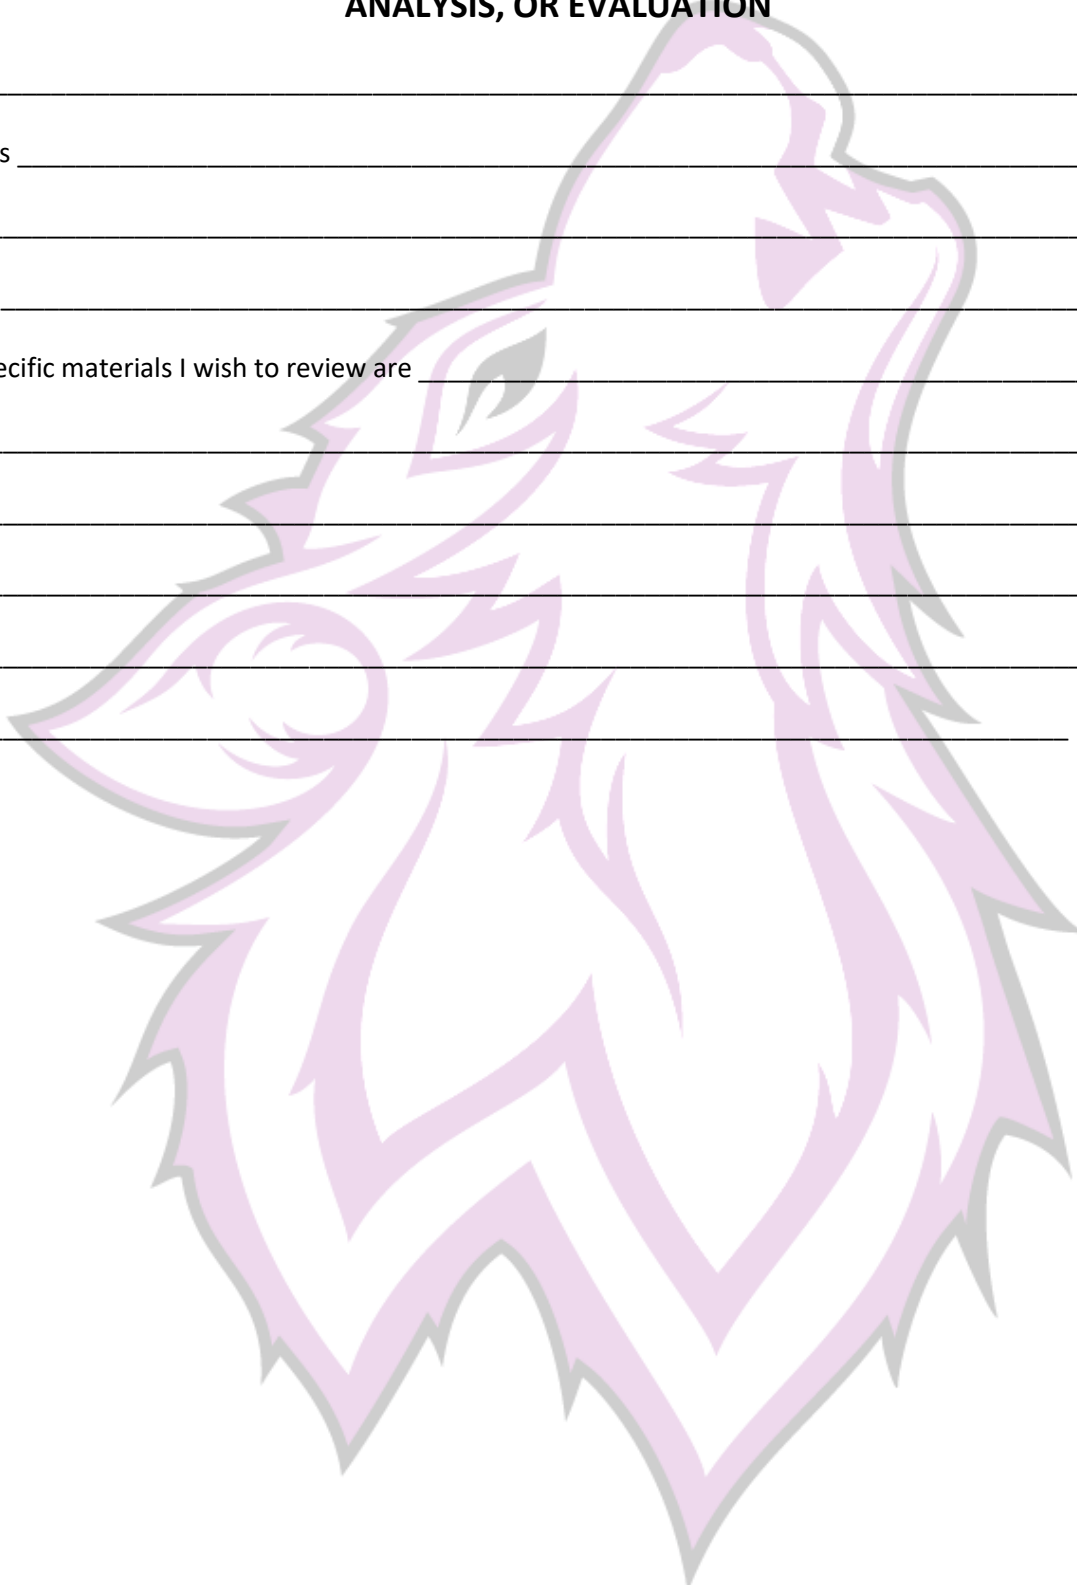 ANALYSIS, OR EVALUATION
s
ecific materials I wish to review are